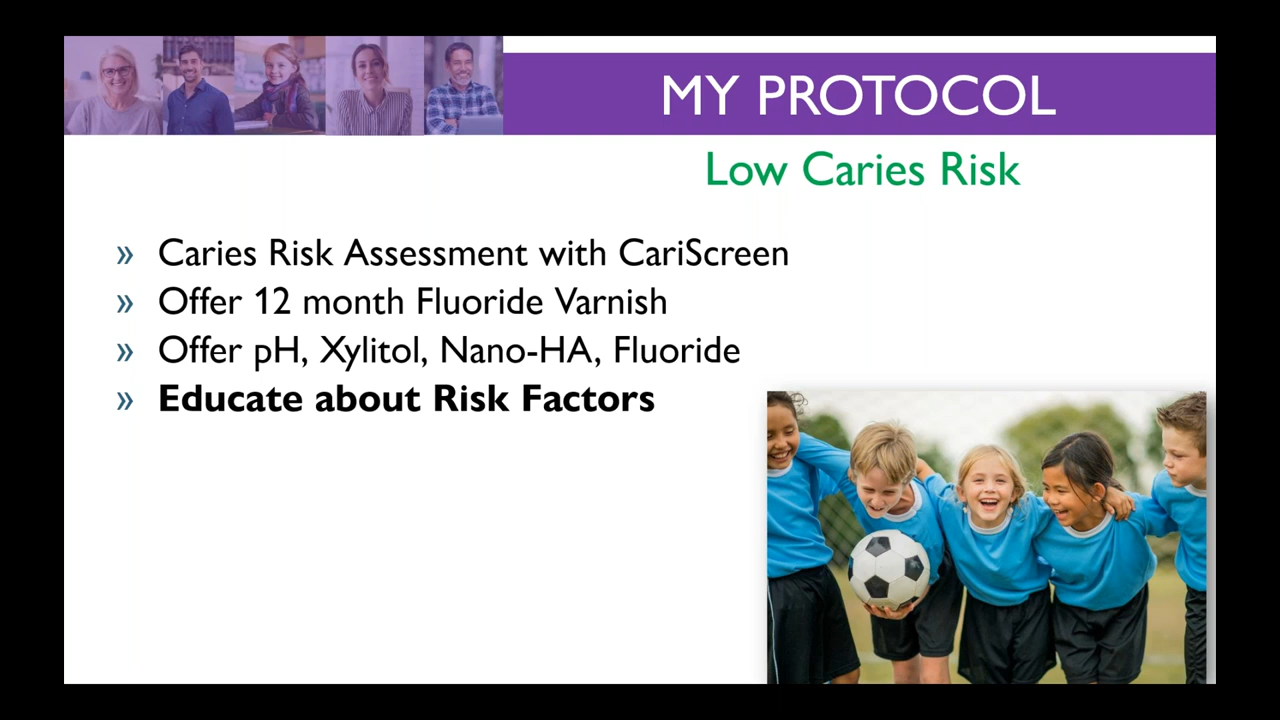 MY PROTOCOL
Low Caries Risk
» Caries Risk Assessment with CariScreen
» Offer 12 month Fluoride Varnish
» Offer pH, Xylitol, Nano-HA, Fluoride
» Educate about Risk Factors